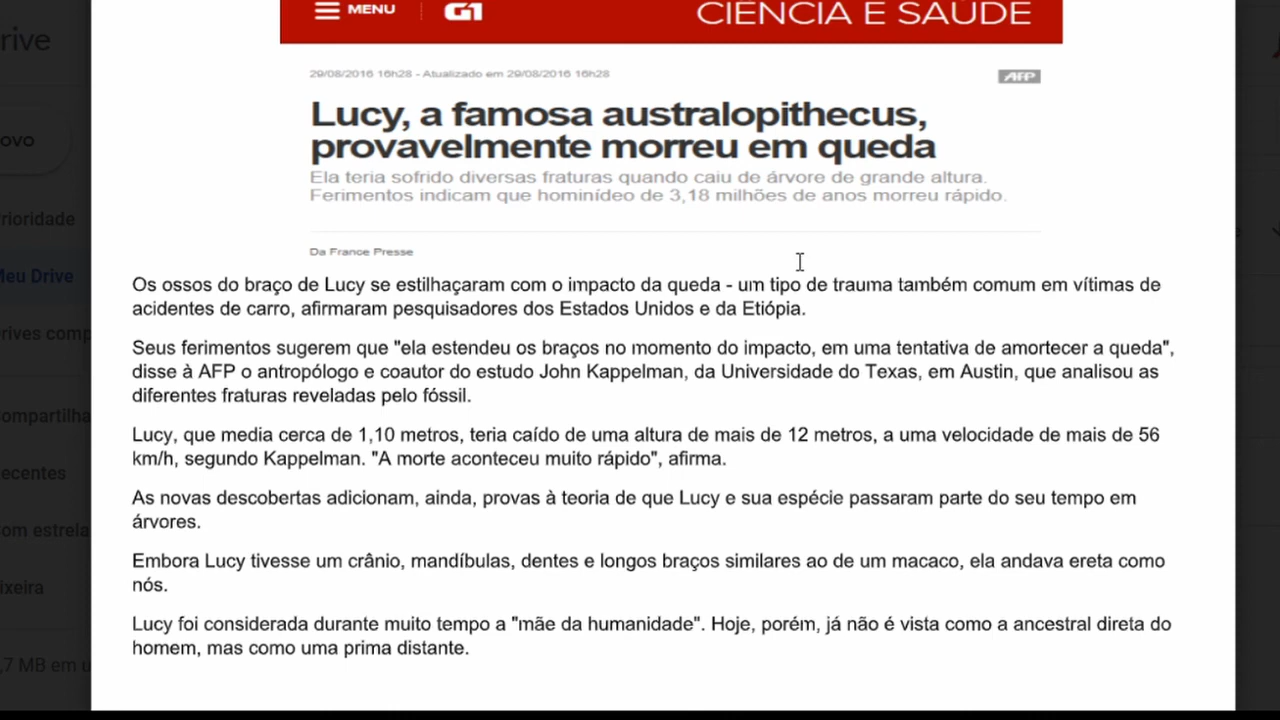 rive
MENU G1 CIÊNCIA E SAÚDE
29/08/2016 16h28 - Atualizado em 29/08/2016 16h28
AFP
Lucy, a famosa australopithecus,
provavelmente morreu em queda
Ela teria sofrido diversas fraturas quando caiu de árvore de grande altura.
Ferimentos indicam que hominídeo de 3,18 milhões de anos morreu rápido.
Da France Presse
Os ossos do braço de Lucy se estilhaçaram com o impacto da queda - um tipo de trauma também comum em vítimas de
acidentes de carro, afirmaram pesquisadores dos Estados Unidos e da Etiópia.
Seus ferimentos sugerem que "ela estendeu os braços no momento do impacto, em uma tentativa de amortecer a queda",
disse à AFP o antropólogo e coautor do estudo John Kappelman, da Universidade do Texas, em Austin, que analisou as
diferentes fraturas reveladas pelo fóssil.
Lucy, que media cerca de 1,10 metros, teria caído de uma altura de mais de 12 metros, a uma velocidade de mais de 56
km/h, segundo Kappelman. "A morte aconteceu muito rápido", afirma.
As novas descobertas adicionam, ainda, provas à teoria de que Lucy e sua espécie passaram parte do seu tempo em
árvores.
Embora Lucy tivesse um crânio, mandíbulas, dentes e longos braços similares ao de um macaco, ela andava ereta como
nós.
Lucy foi considerada durante muito tempo a "mãe da humanidade". Hoje, porém, já não é vista como a ancestral direta do
homem, mas como uma prima distante.
ovo
rioridade
Meu Drive
rives comp
ompartilha
ecentes
om estrela
ixeira
,7 MB em u